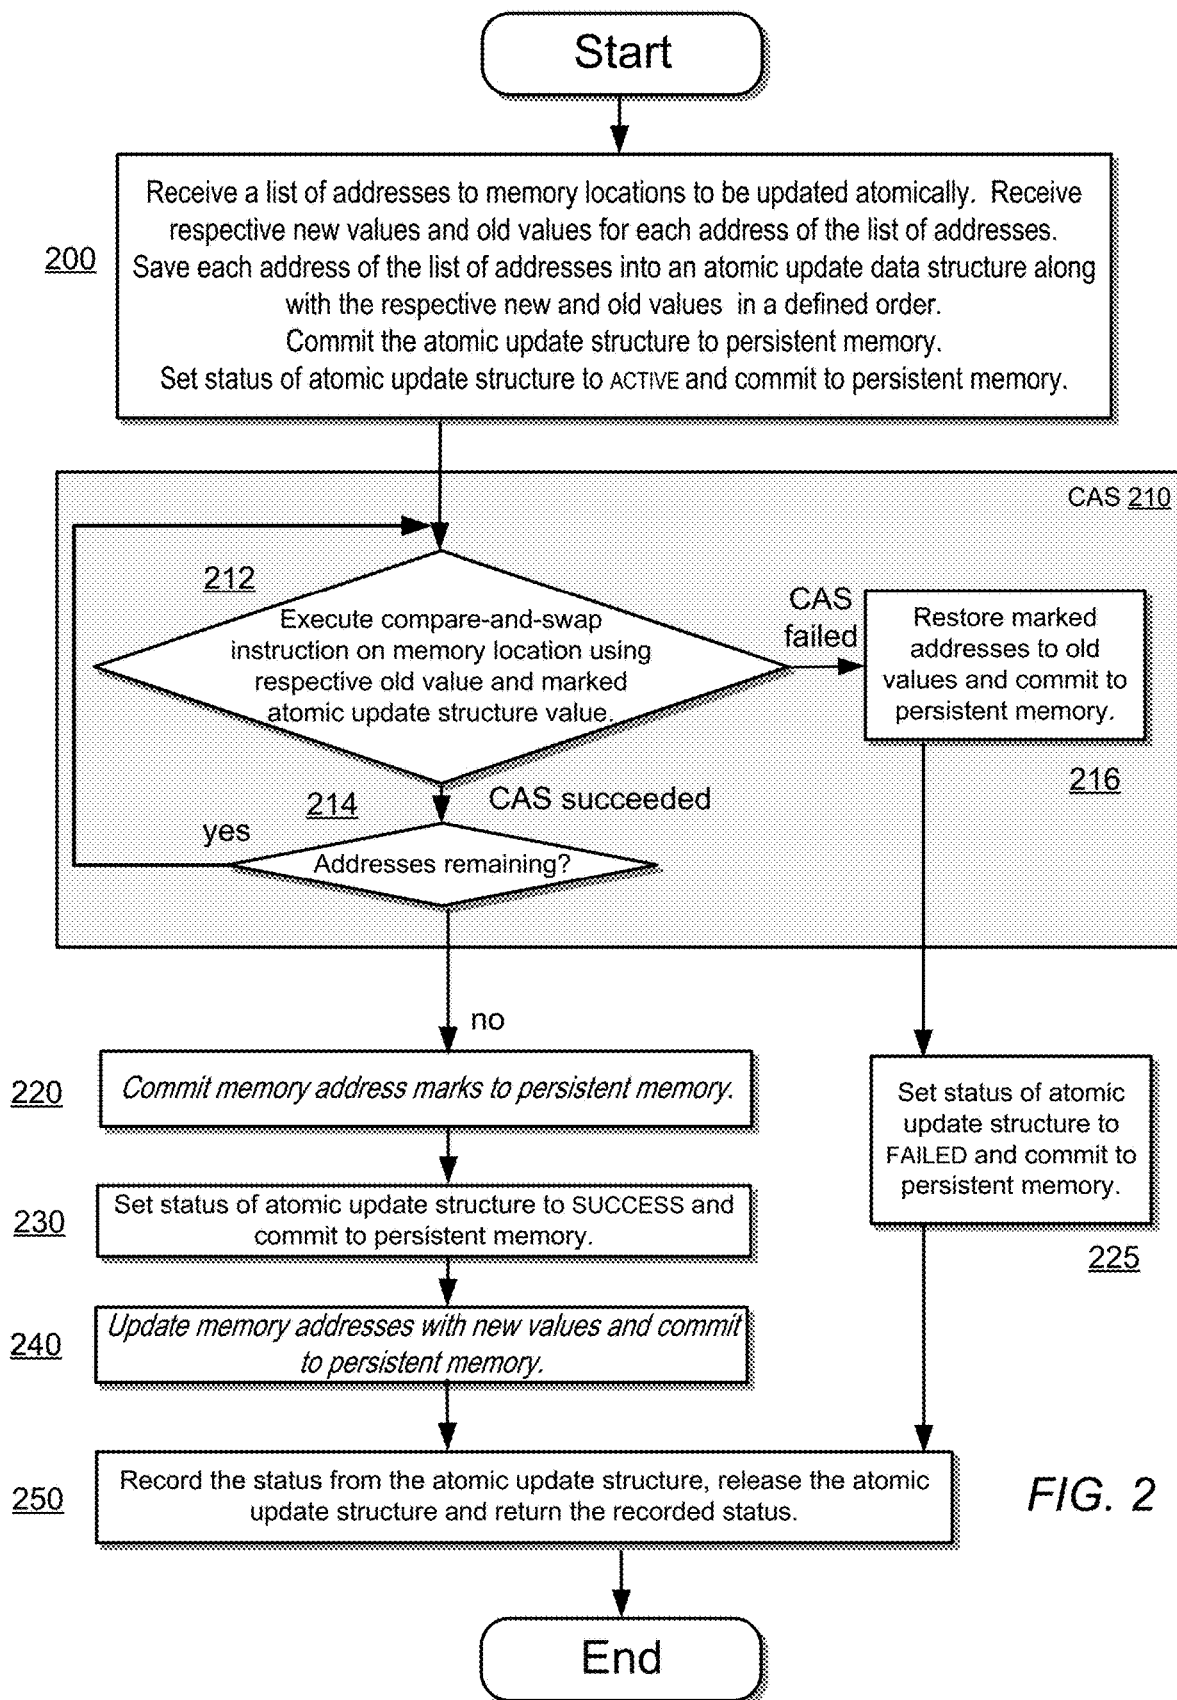 Start
Receive a list of addresses to memory locations to be updated atomically. Receive
respective new values and old values for each address of the list of addresses.
200
Save each address of the list of addresses into an atomic update data structure along
with the respective new and old values in a defined order.
Commit the atomic update structure to persistent memory.
Set status of atomic update structure to ACTIVE and commit to persistent memory.
CAS 210
212
Execute compare-and-swap
instruction on memory location using
respective old value and marked
atomic update structure value.
CAS
failed
Restore marked
addresses to old
values and commit to
persistent memory.
216
214
CAS succeeded
yes
Addresses remaining?
no
220
Commit memory address marks to persistent memory.
Set status of atomic
update structure to
FAILED and commit to
persistent memory.
225
230
Set status of atomic update structure to SUCCESS and
commit to persistent memory.
240
Update memory addresses with new values and commit
to persistent memory.
250
Record the status from the atomic update structure, release the atomic
update structure and return the recorded status.
FIG. 2
End